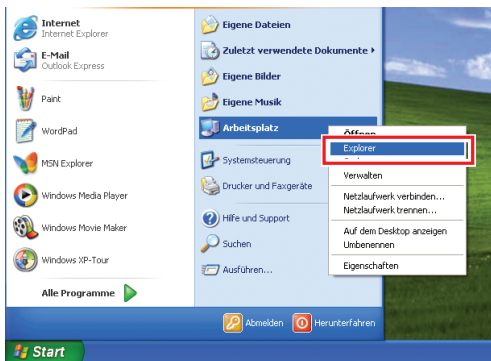 Internet
Internet Explorer
E-Mail
Outlook Express
Paint
WordPad
MSN Explorer
Windows Media Player
Windows Movie Maker
Windows XP-Tour
Alle Programme
Eigene Dateien
Zuletzt verwendete Dokumente
Eigene Bilder
Eigene Musik
Arbeitsplatz
Systemsteuerung
Drucker und Faxgeräte
Hilfe und Support
Suchen
Ausführen...
Öffnen
Explorer
Verwalten
Netzlaufwerk verbinden...
Netzlaufwerk trennen...
Auf dem Desktop anzeigen
Umbenennen
Eigenschaften
Abmelden
Herunterfahren
Start